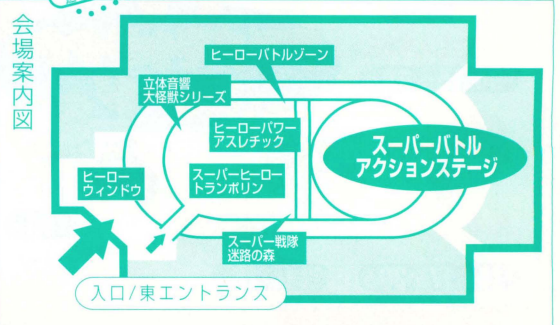 会場案内図
ヒーローバトルゾーン
立体音響
大怪獣シリーズ
ヒーローパワー
アスレチック
スーパーバトル
アクションステージ
ヒーロー
ウィンドウ
スーパーヒーロー
トランポリン
スーパー戦隊
迷路の森
入口/東エントランス